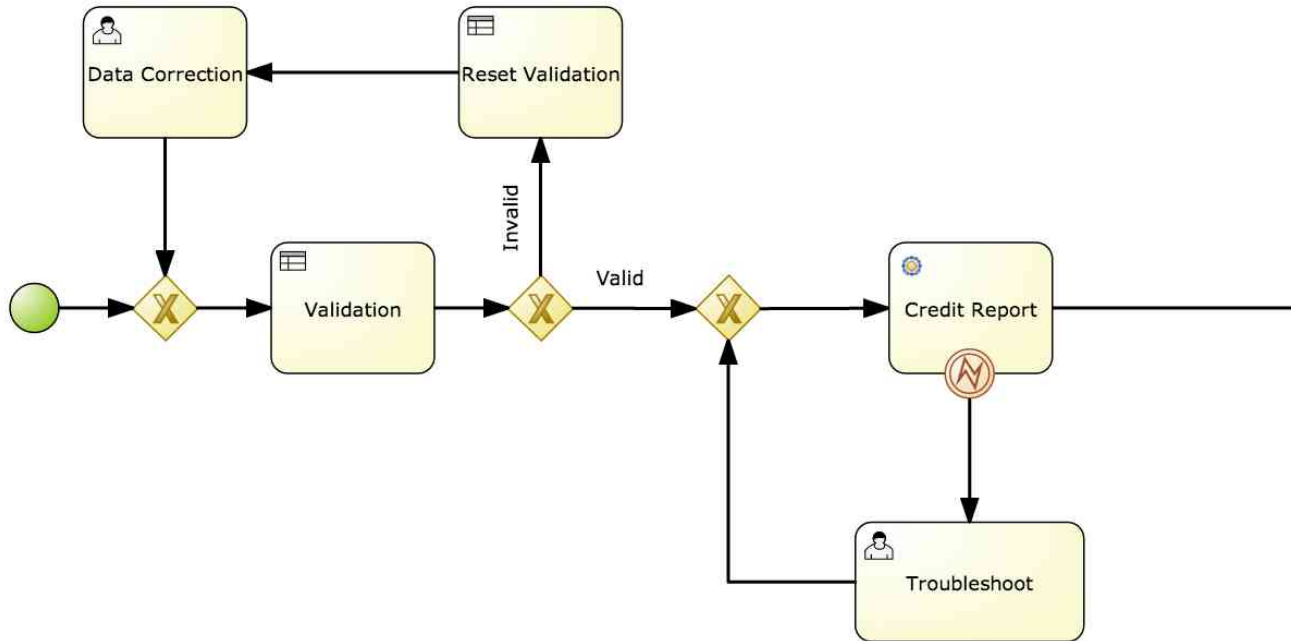 Data Correction
Reset Validation
Invalid
Valid
Validation
Credit Report
Troubleshoot